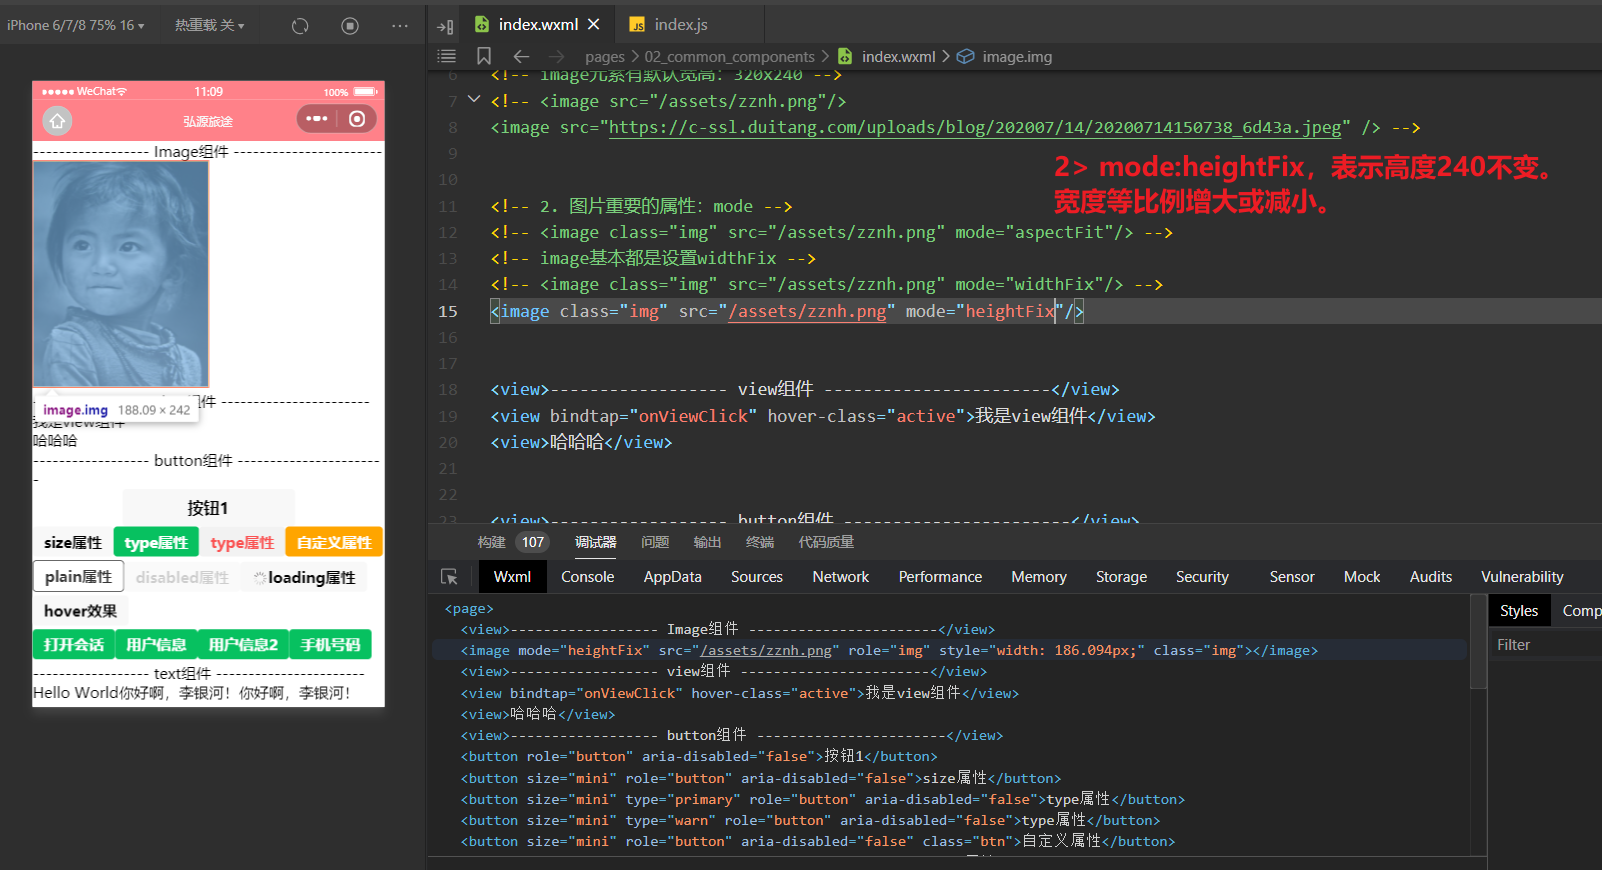 iPhone 6/7/8 75% 16
热重载 关
index.wxml
JS index.js
pages > 02_common_components > index.wxml > image.img
WeChat
11:09
100%
弘源旅途
------------------ Image组件 -----------------------
image.img 188.09 × 242
组件 -----------------------
我是view组件
哈哈哈
------------------ button组件 -----------------------
-
按钮1
size属性
type属性
type属性
自定义属性
plain属性
disabled属性
loading属性
hover效果
打开会话
用户信息
用户信息2
手机号码
------------------ text组件 -----------------------
Hello World你好啊，李银河！你好啊，李银河！
6 <!-- image元素有默认宽高：320x240 -->
7 <!-- <image src="/assets/zznh.png"/>
8 <image src="https://c-ssl.duitang.com/uploads/blog/202007/14/20200714150738_6d43a.jpeg" /> -->
9
10
2> mode:heightFix，表示高度240不变。
宽度等比例增大或减小。
11 <!-- 2. 图片重要的属性：mode -->
12 <!-- <image class="img" src="/assets/zznh.png" mode="aspectFit"/> -->
13 <!-- image基本都是设置widthFix -->
14 <!-- <image class="img" src="/assets/zznh.png" mode="widthFix"/> -->
15 <image class="img" src="/assets/zznh.png" mode="heightFix"/>
16
17
18 <view>------------------ view组件 -----------------------</view>
19 <view bindtap="onViewClick" hover-class="active">我是view组件</view>
20 <view>哈哈哈</view>
21
22
23 <view>------------------ button组件 -----------------------</view>
构建 107 调试器 问题 输出 终端 代码质量
Wxml Console AppData Sources Network Performance Memory Storage Security Sensor Mock Audits Vulnerability
<page>
<view>------------------ Image组件 -----------------------</view>
<image mode="heightFix" src="/assets/zznh.png" role="img" style="width: 186.094px;" class="img"></image>
<view>------------------ view组件 -----------------------</view>
<view bindtap="onViewClick" hover-class="active">我是view组件</view>
<view>哈哈哈</view>
<view>------------------ button组件 -----------------------</view>
<button role="button" aria-disabled="false">按钮1</button>
<button size="mini" role="button" aria-disabled="false">size属性</button>
<button size="mini" type="primary" role="button" aria-disabled="false">type属性</button>
<button size="mini" type="warn" role="button" aria-disabled="false">type属性</button>
<button size="mini" role="button" aria-disabled="false" class="btn">自定义属性</button>
Styles Comp
Filter